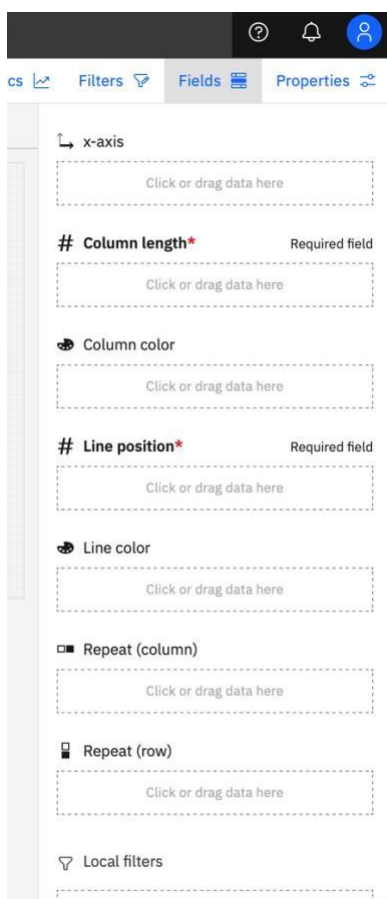 cs Filters Fields Properties
x-axis
Click or drag data here
# Column length* Required field
Click or drag data here
Column color
Click or drag data here
# Line position* Required field
Click or drag data here
Line color
Click or drag data here
Repeat (column)
Click or drag data here
Repeat (row)
Click or drag data here
Local filters